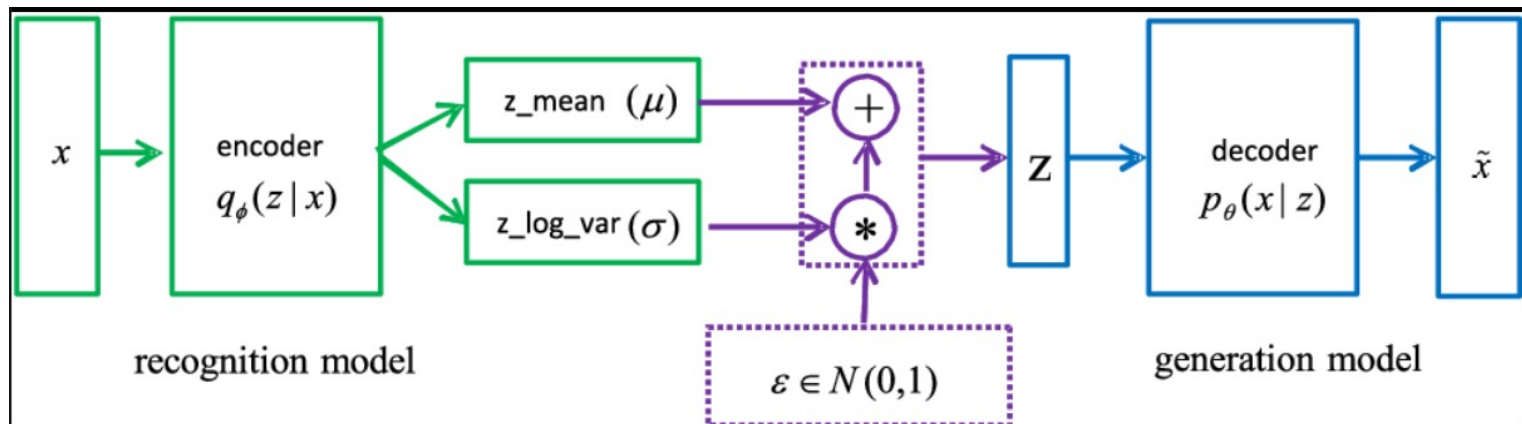 x
encoder
q_ϕ(z | x)
z_mean (μ)
z_log_var (σ)
+
*
ε ∈ N(0,1)
z
decoder
p_θ(x | z)
x̃
recognition model
generation model